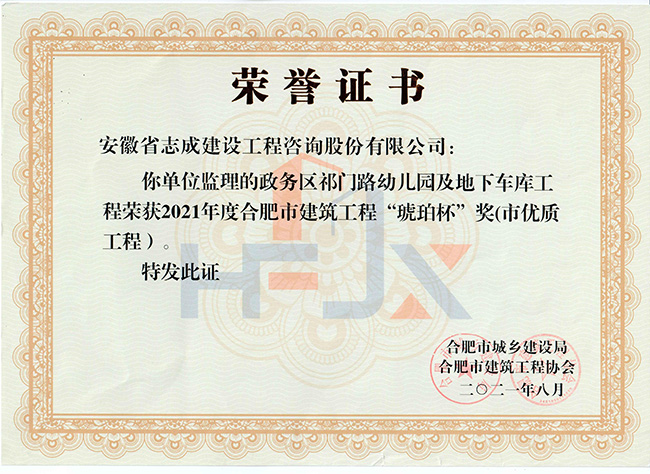 荣誉证书
安徽省志成建设工程咨询股份有限公司：
你单位监理的政务区祁门路幼儿园及地下车库工
程荣获2021年度合肥市建筑工程“琥珀杯”奖(市优质
工程）。
特发此证
HFJX
合肥市城乡建设局
合肥市建筑工程协会
二〇二一年八月